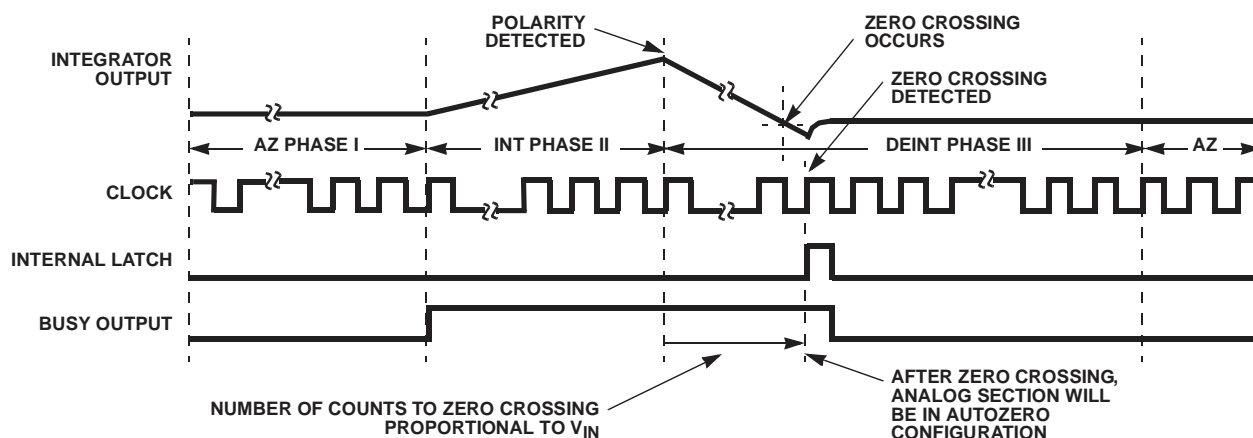 POLARITY
DETECTED
ZERO CROSSING
OCCURS
INTEGRATOR
OUTPUT
ZERO CROSSING
DETECTED
AZ PHASE I
INT PHASE II
DEINT PHASE III
AZ
CLOCK
INTERNAL LATCH
BUSY OUTPUT
NUMBER OF COUNTS TO ZERO CROSSING
PROPORTIONAL TO VIN
AFTER ZERO CROSSING,
ANALOG SECTION WILL
BE IN AUTOZERO
CONFIGURATION